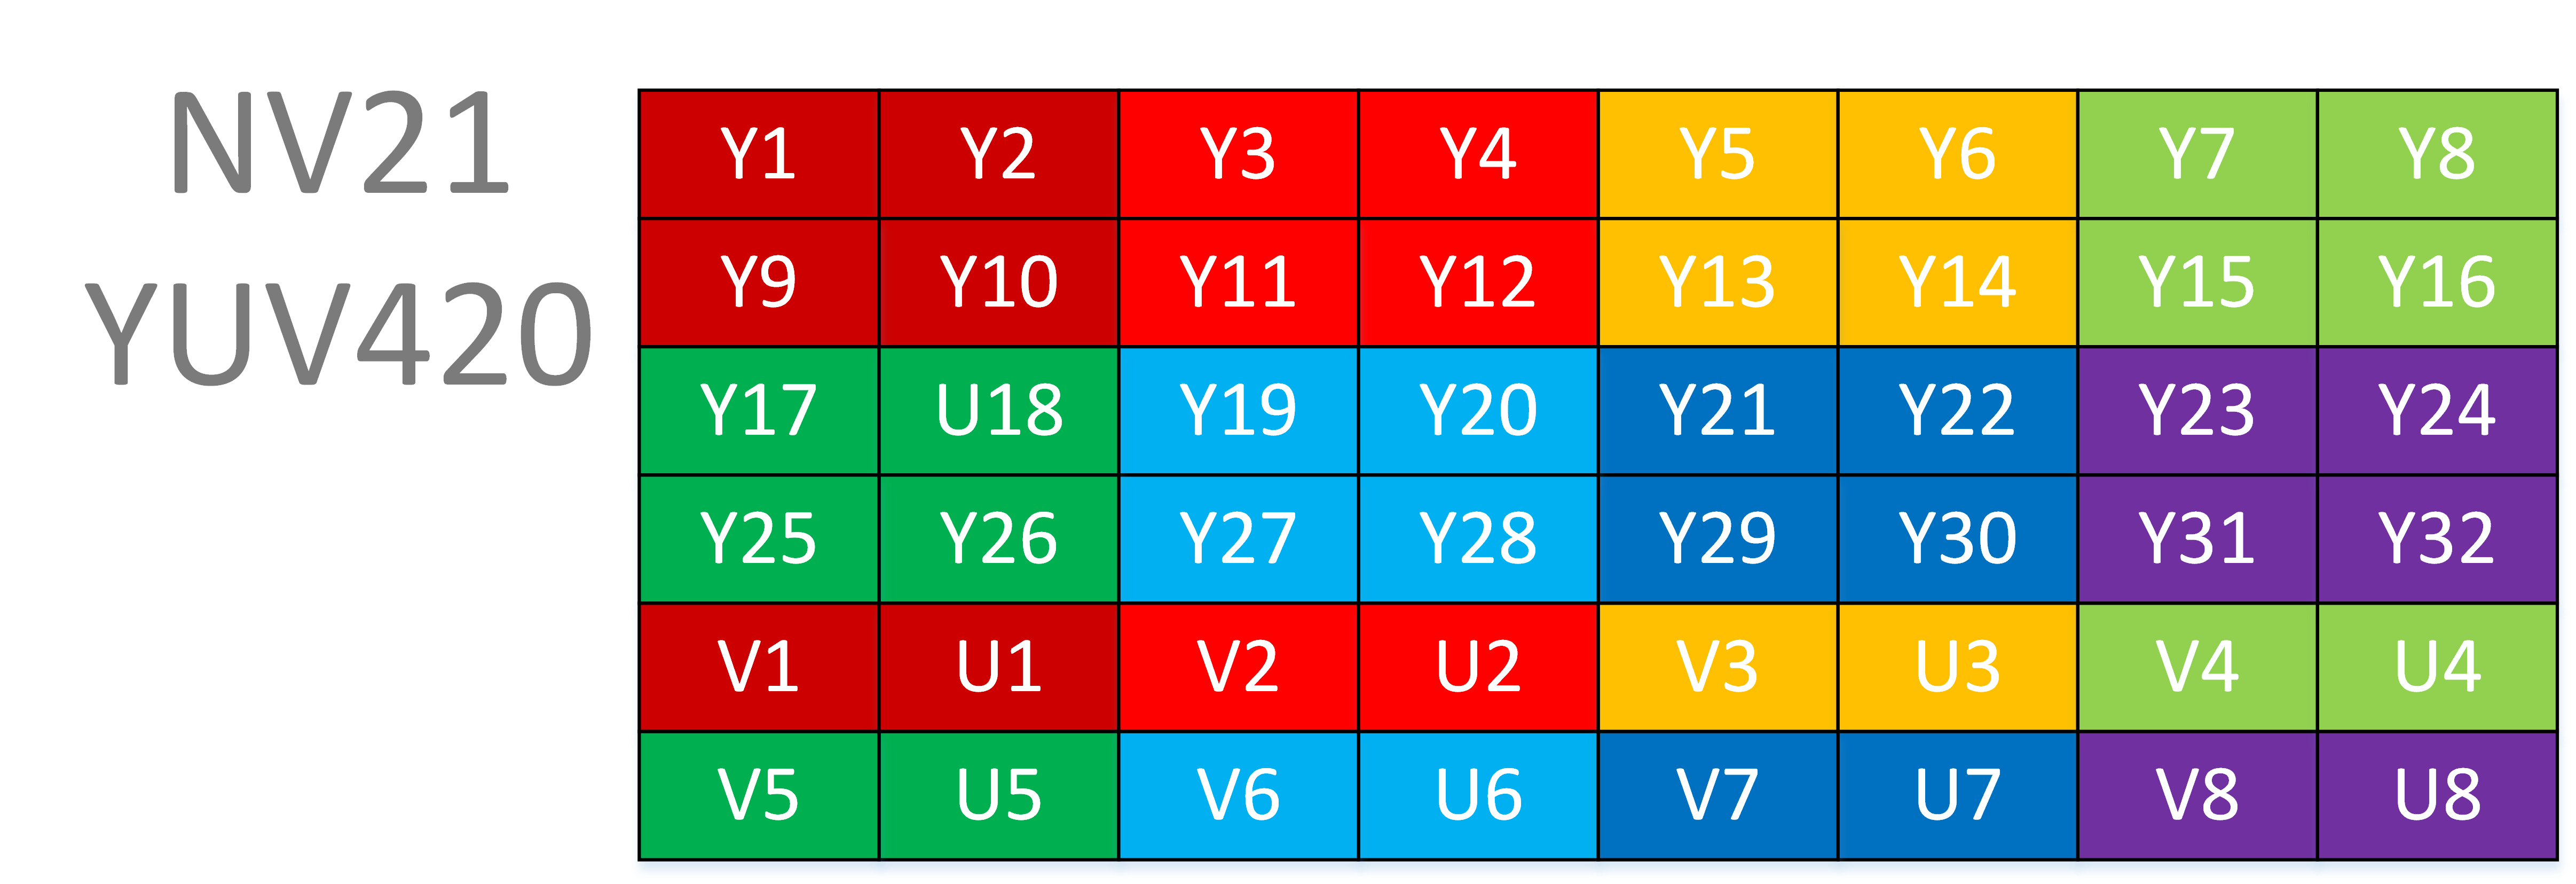 NV21
YUV420
Y1 Y2 Y3 Y4 Y5 Y6 Y7 Y8
Y9 Y10 Y11 Y12 Y13 Y14 Y15 Y16
Y17 U18 Y19 Y20 Y21 Y22 Y23 Y24
Y25 Y26 Y27 Y28 Y29 Y30 Y31 Y32
V1 U1 V2 U2 V3 U3 V4 U4
V5 U5 V6 U6 V7 U7 V8 U8